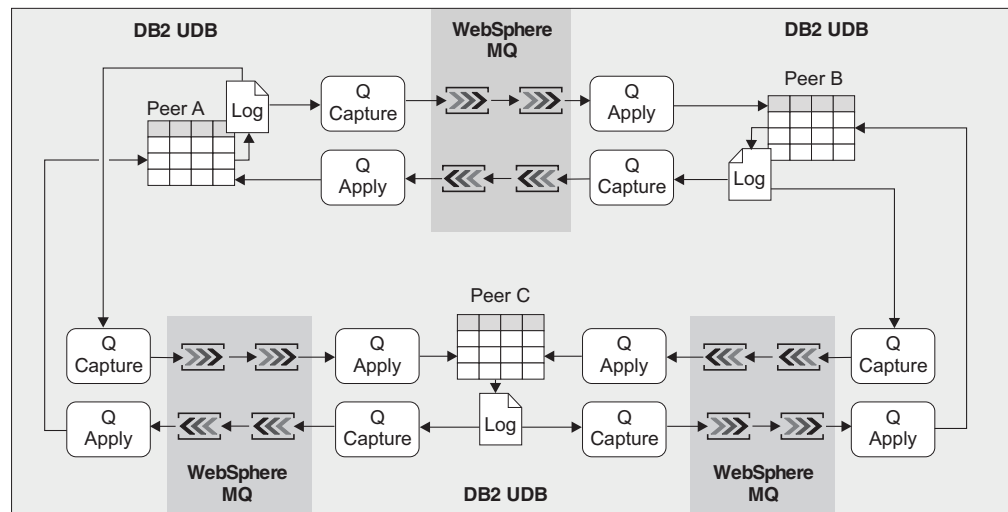 DB2 UDB
WebSphere
MQ
DB2 UDB
Peer A
Log
Q
Capture
Q
Apply
Peer B
Q
Apply
Q
Capture
Log
Peer C
Q
Capture
Q
Apply
Q
Apply
Q
Capture
Q
Apply
Q
Capture
Log
Q
Capture
Q
Apply
WebSphere
MQ
DB2 UDB
WebSphere
MQ